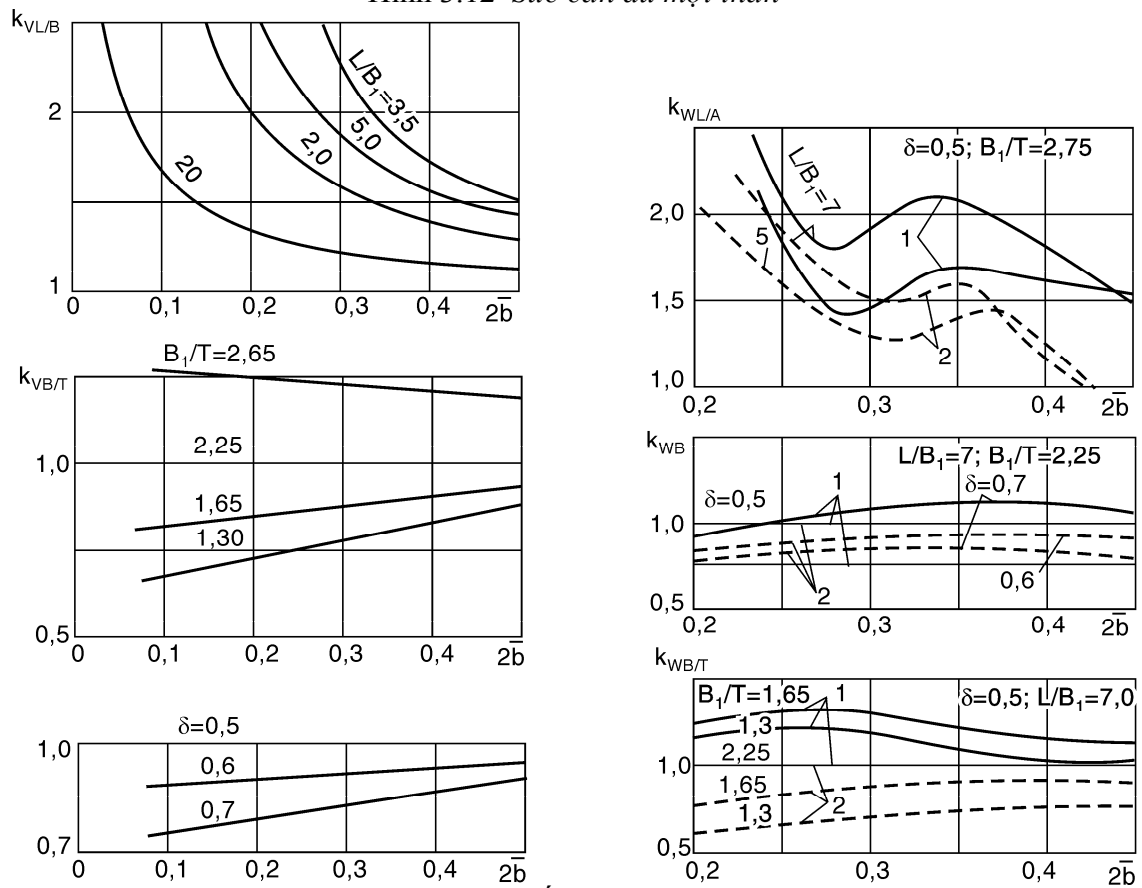 Hình 3.12 Sức cản dư một thân
k_VL/B
L/B₁=3,5
5,0
2,0
20
2
1
0 0,1 0,2 0,3 0,4 2b̅
B₁/T=2,65
k_VB/T
2,25
1,0
1,65
1,30
0,5
0 0,1 0,2 0,3 0,4 2b̅
δ=0,5
1,0
0,6
0,7
0,7
0 0,1 0,2 0,3 0,4 2b̅
k_WL/A
δ=0,5; B₁/T=2,75
L/B₁=7
2,0
5
1
1,5
2
1,0
0,2 0,3 0,4 2b̅
k_WB
L/B₁=7; B₁/T=2,25
δ=0,5
1
δ=0,7
1,0
0,6
2
0,5
0,2 0,3 0,4 2b̅
k_WB/T
B₁/T=1,65
1
δ=0,5; L/B₁=7,0
1,3
2,25
1,0
1,65
2
1,3
0,5
0,2 0,3 0,4 2b̅